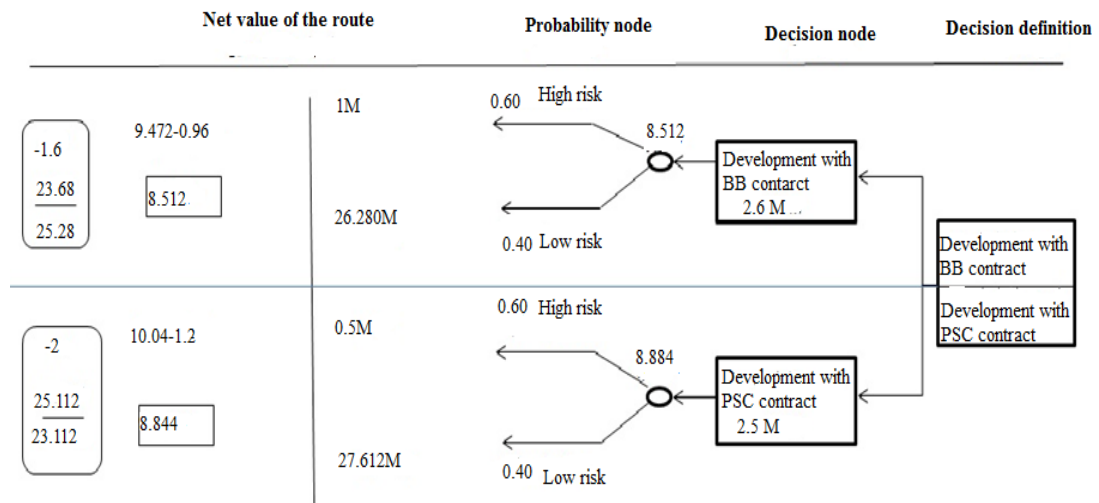 Net value of the route
Probability node
Decision node
Decision definition
-1.6
23.68
25.28
9.472-0.96
8.512
1M
26.280M
0.60 High risk
0.40 Low risk
8.512
Development with
BB contarct
2.6 M ...
Development with
BB contract
Development with
PSC contract
-2
25.112
23.112
10.04-1.2
8.844
0.5M
27.612M
0.60 High risk
0.40 Low risk
8.884
Development with
PSC contract
2.5 M